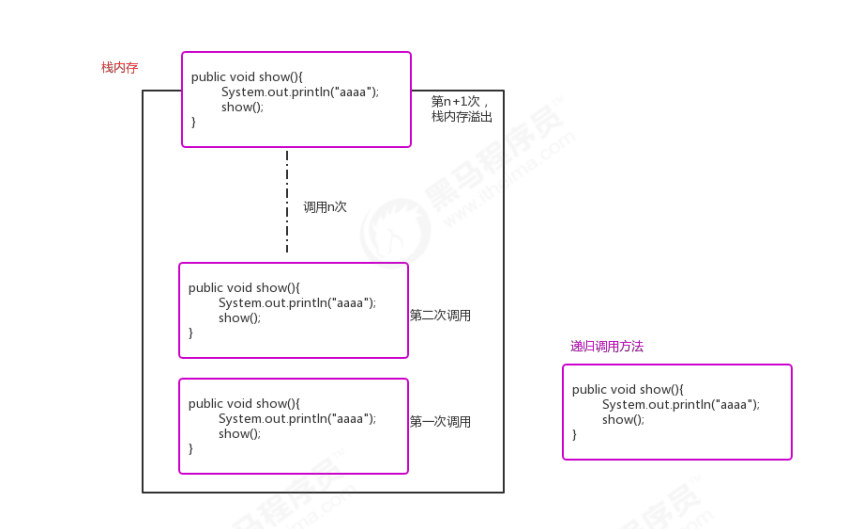 栈内存
public void show(){
System.out.println("aaaa");
show();
}
第n+1次，
栈内存溢出
黑马程序员™
www.itheima.com
调用n次
public void show(){
System.out.println("aaaa");
show();
}
第二次调用
递归调用方法
public void show(){
System.out.println("aaaa");
show();
}
public void show(){
System.out.println("aaaa");
show();
}
第一次调用